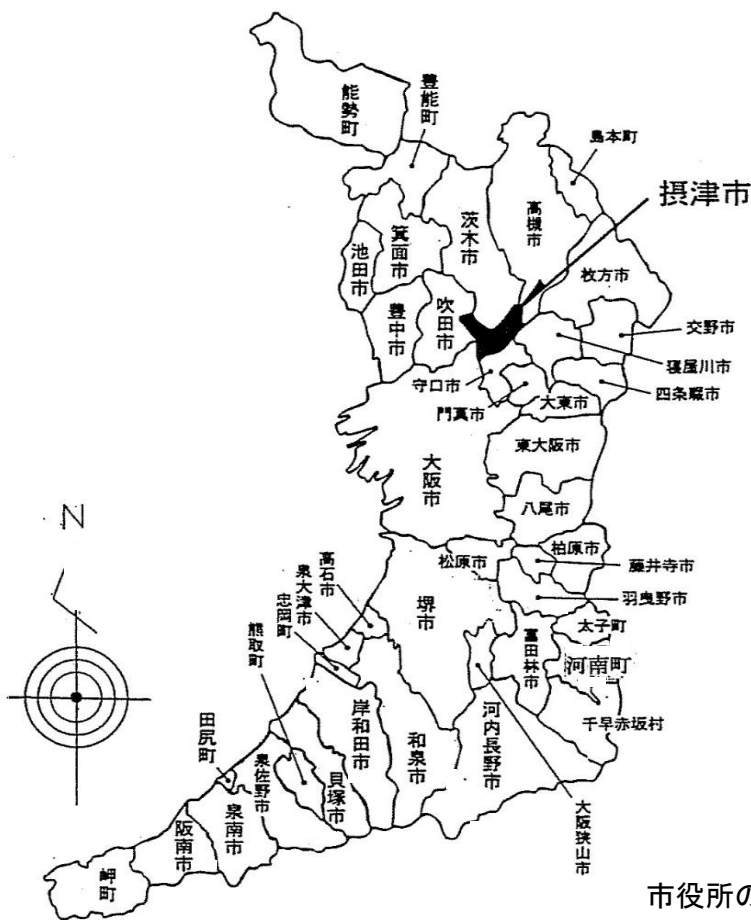 能勢町
豊能町
島本町
摂津市
高槻市
茨木市
箕面市
池田市
枚方市
吹田市
豊中市
交野市
寝屋川市
守口市
四条畷市
門真市
大東市
東大阪市
大阪市
八尾市
N
柏原市
松原市
藤井寺市
高石市
泉大津市
忠岡町
羽曳野市
堺市
太子町
熊取町
富田林市
河南町
岸和田市
千早赤坂村
田尻町
和泉市
河内長野市
泉佐野市
貝塚市
大阪狭山市
泉南市
阪南市
岬町
市役所の